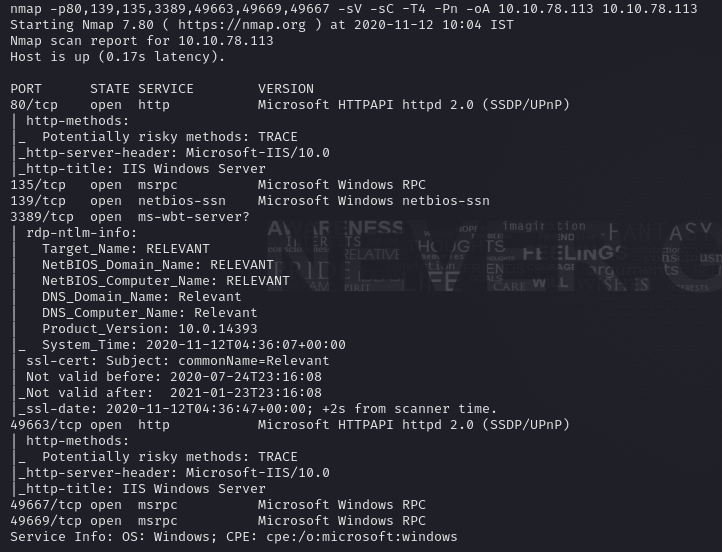 nmap -p80,139,135,3389,49663,49669,49667 -sV -sC -T4 -Pn -oA 10.10.78.113 10.10.78.113
Starting Nmap 7.80 ( https://nmap.org ) at 2020-11-12 10:04 IST
Nmap scan report for 10.10.78.113
Host is up (0.17s latency).

PORT      STATE SERVICE        VERSION
80/tcp    open  http           Microsoft HTTPAPI httpd 2.0 (SSDP/UPnP)
| http-methods:
|_  Potentially risky methods: TRACE
|_http-server-header: Microsoft-IIS/10.0
|_http-title: IIS Windows Server
135/tcp   open  msrpc          Microsoft Windows RPC
139/tcp   open  netbios-ssn    Microsoft Windows netbios-ssn
3389/tcp  open  ms-wbt-server?
| rdp-ntlm-info:
|   Target_Name: RELEVANT
|   NetBIOS_Domain_Name: RELEVANT
|   NetBIOS_Computer_Name: RELEVANT
|   DNS_Domain_Name: Relevant
|   DNS_Computer_Name: Relevant
|   Product_Version: 10.0.14393
|_  System_Time: 2020-11-12T04:36:07+00:00
| ssl-cert: Subject: commonName=Relevant
| Not valid before: 2020-07-24T23:16:08
|_Not valid after:  2021-01-23T23:16:08
|_ssl-date: 2020-11-12T04:36:47+00:00; +2s from scanner time.
49663/tcp open  http           Microsoft HTTPAPI httpd 2.0 (SSDP/UPnP)
| http-methods:
|_  Potentially risky methods: TRACE
|_http-server-header: Microsoft-IIS/10.0
|_http-title: IIS Windows Server
49667/tcp open  msrpc          Microsoft Windows RPC
49669/tcp open  msrpc          Microsoft Windows RPC
Service Info: OS: Windows; CPE: cpe:/o:microsoft:windows